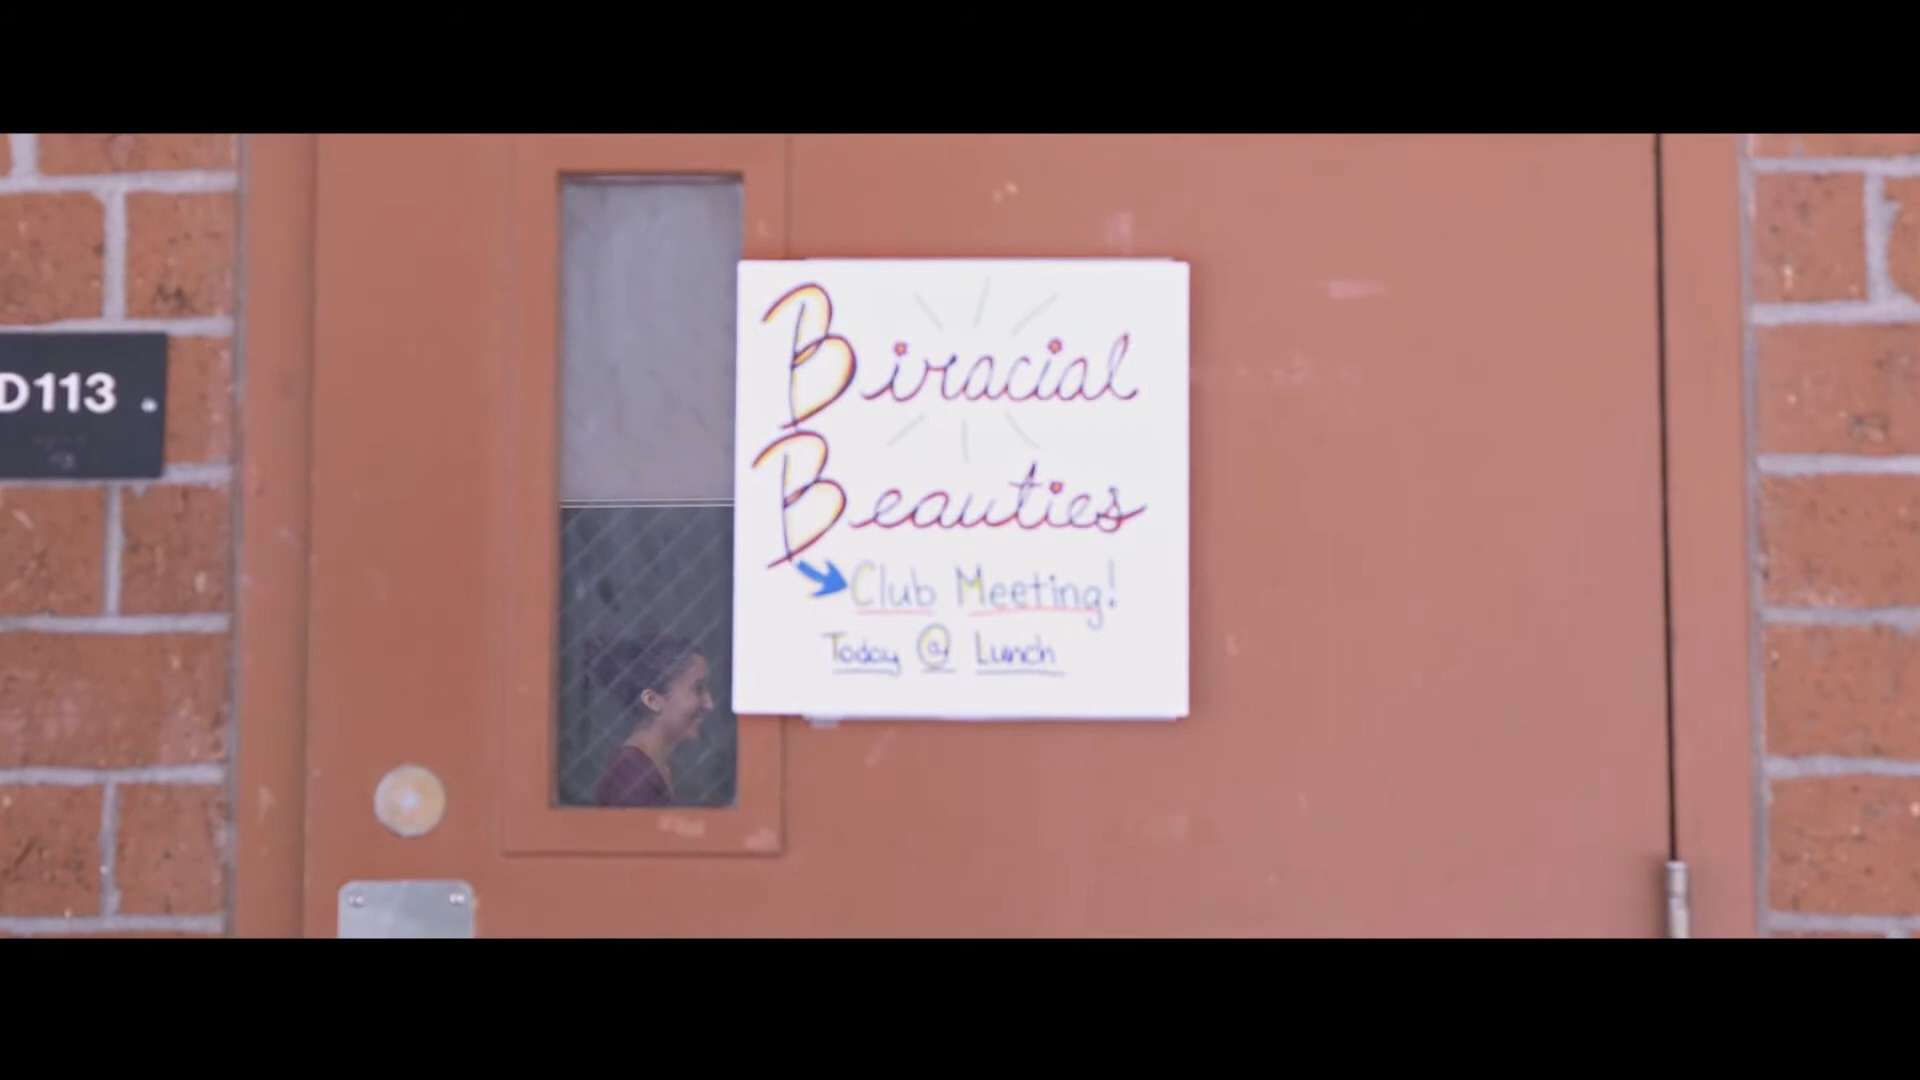 D113
Biracial
Beauties
Club Meeting!
Today @ Lunch